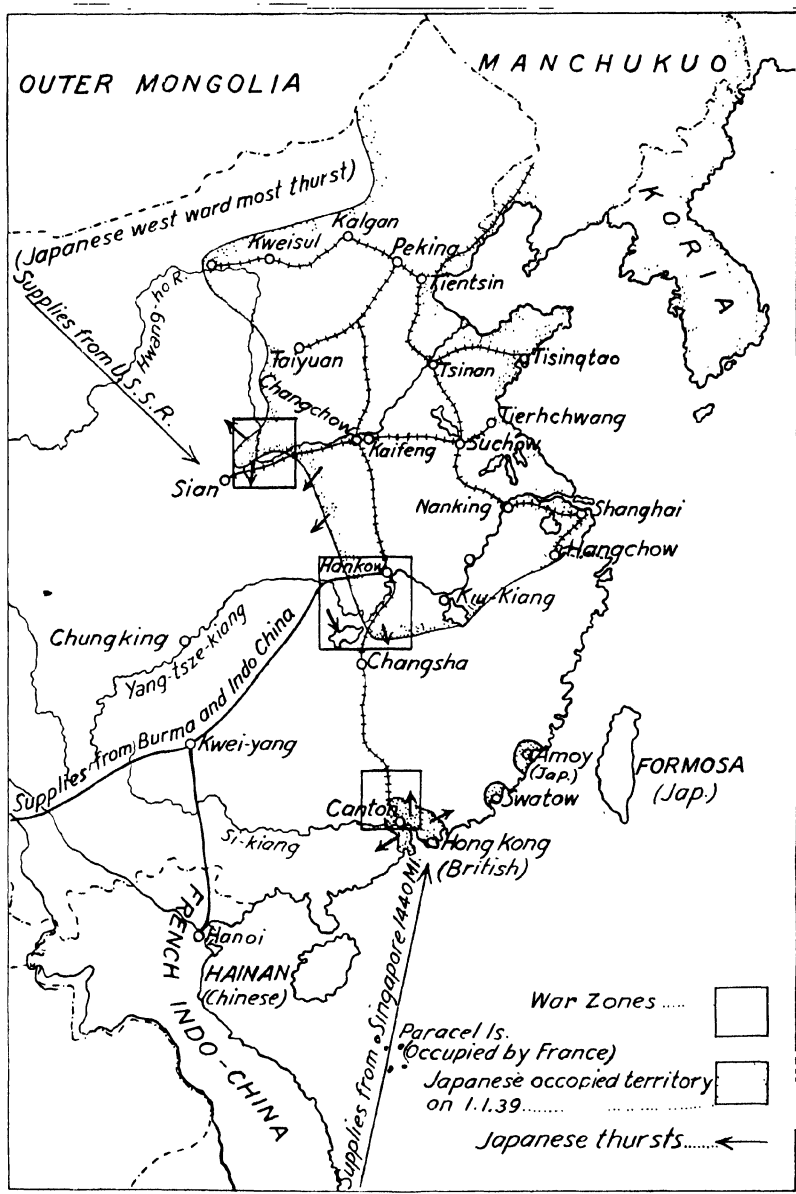 OUTER MONGOLIA
MANCHUKUO
KORIA
(Japanese west ward most thurst)
Kalgan
Kweisul
Peking
Tientsin
Hwang ho R.
Supplies from U.S.S.R.
Taiyuan
Tsinan
Tisinqtao
Changchow
Kaifeng
Tierhchwang
Suchow
Sian
Nanking
Shanghai
Hangchow
Hankow
Kiu-Kiang
Chungking
Yang-tsze-kiang
Changsha
Supplies from Burma and Indo China
Kwei-yang
Amoy
(Jap.)
FORMOSA
(Jap.)
Swatow
Canton
Si-kiang
Hong Kong
(British)
FRENCH INDO-CHINA
Hanoi
HAINAN
(Chinese)
Supplies from Singapore 1440 MI.
Paracel Is.
(Occupied by France)
War Zones .....
Japanese occopied territory
on 1.1.39........ .. .. ... ......
Japanese thursts......